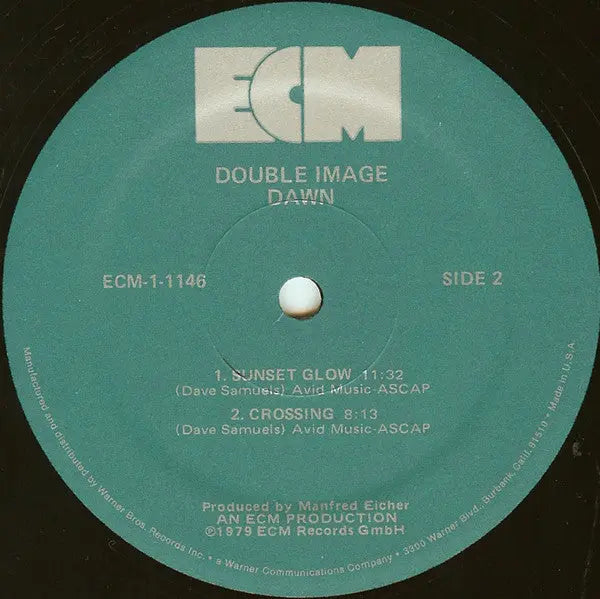 ECM
DOUBLE IMAGE
DAWN
ECM-1-1146
SIDE 2
1. SUNSET GLOW 11:32
(Dave Samuels) Avid Music-ASCAP
2. CROSSING 8:13
(Dave Samuels) Avid Music-ASCAP
Produced by Manfred Eicher
AN ECM PRODUCTION
℗1979 ECM Records GmbH
Manufactured and distributed by Warner Bros. Records Inc. • a Warner Communications Company • 3300 Warner Blvd., Burbank, Calif. 91510 • Made in U.S.A.